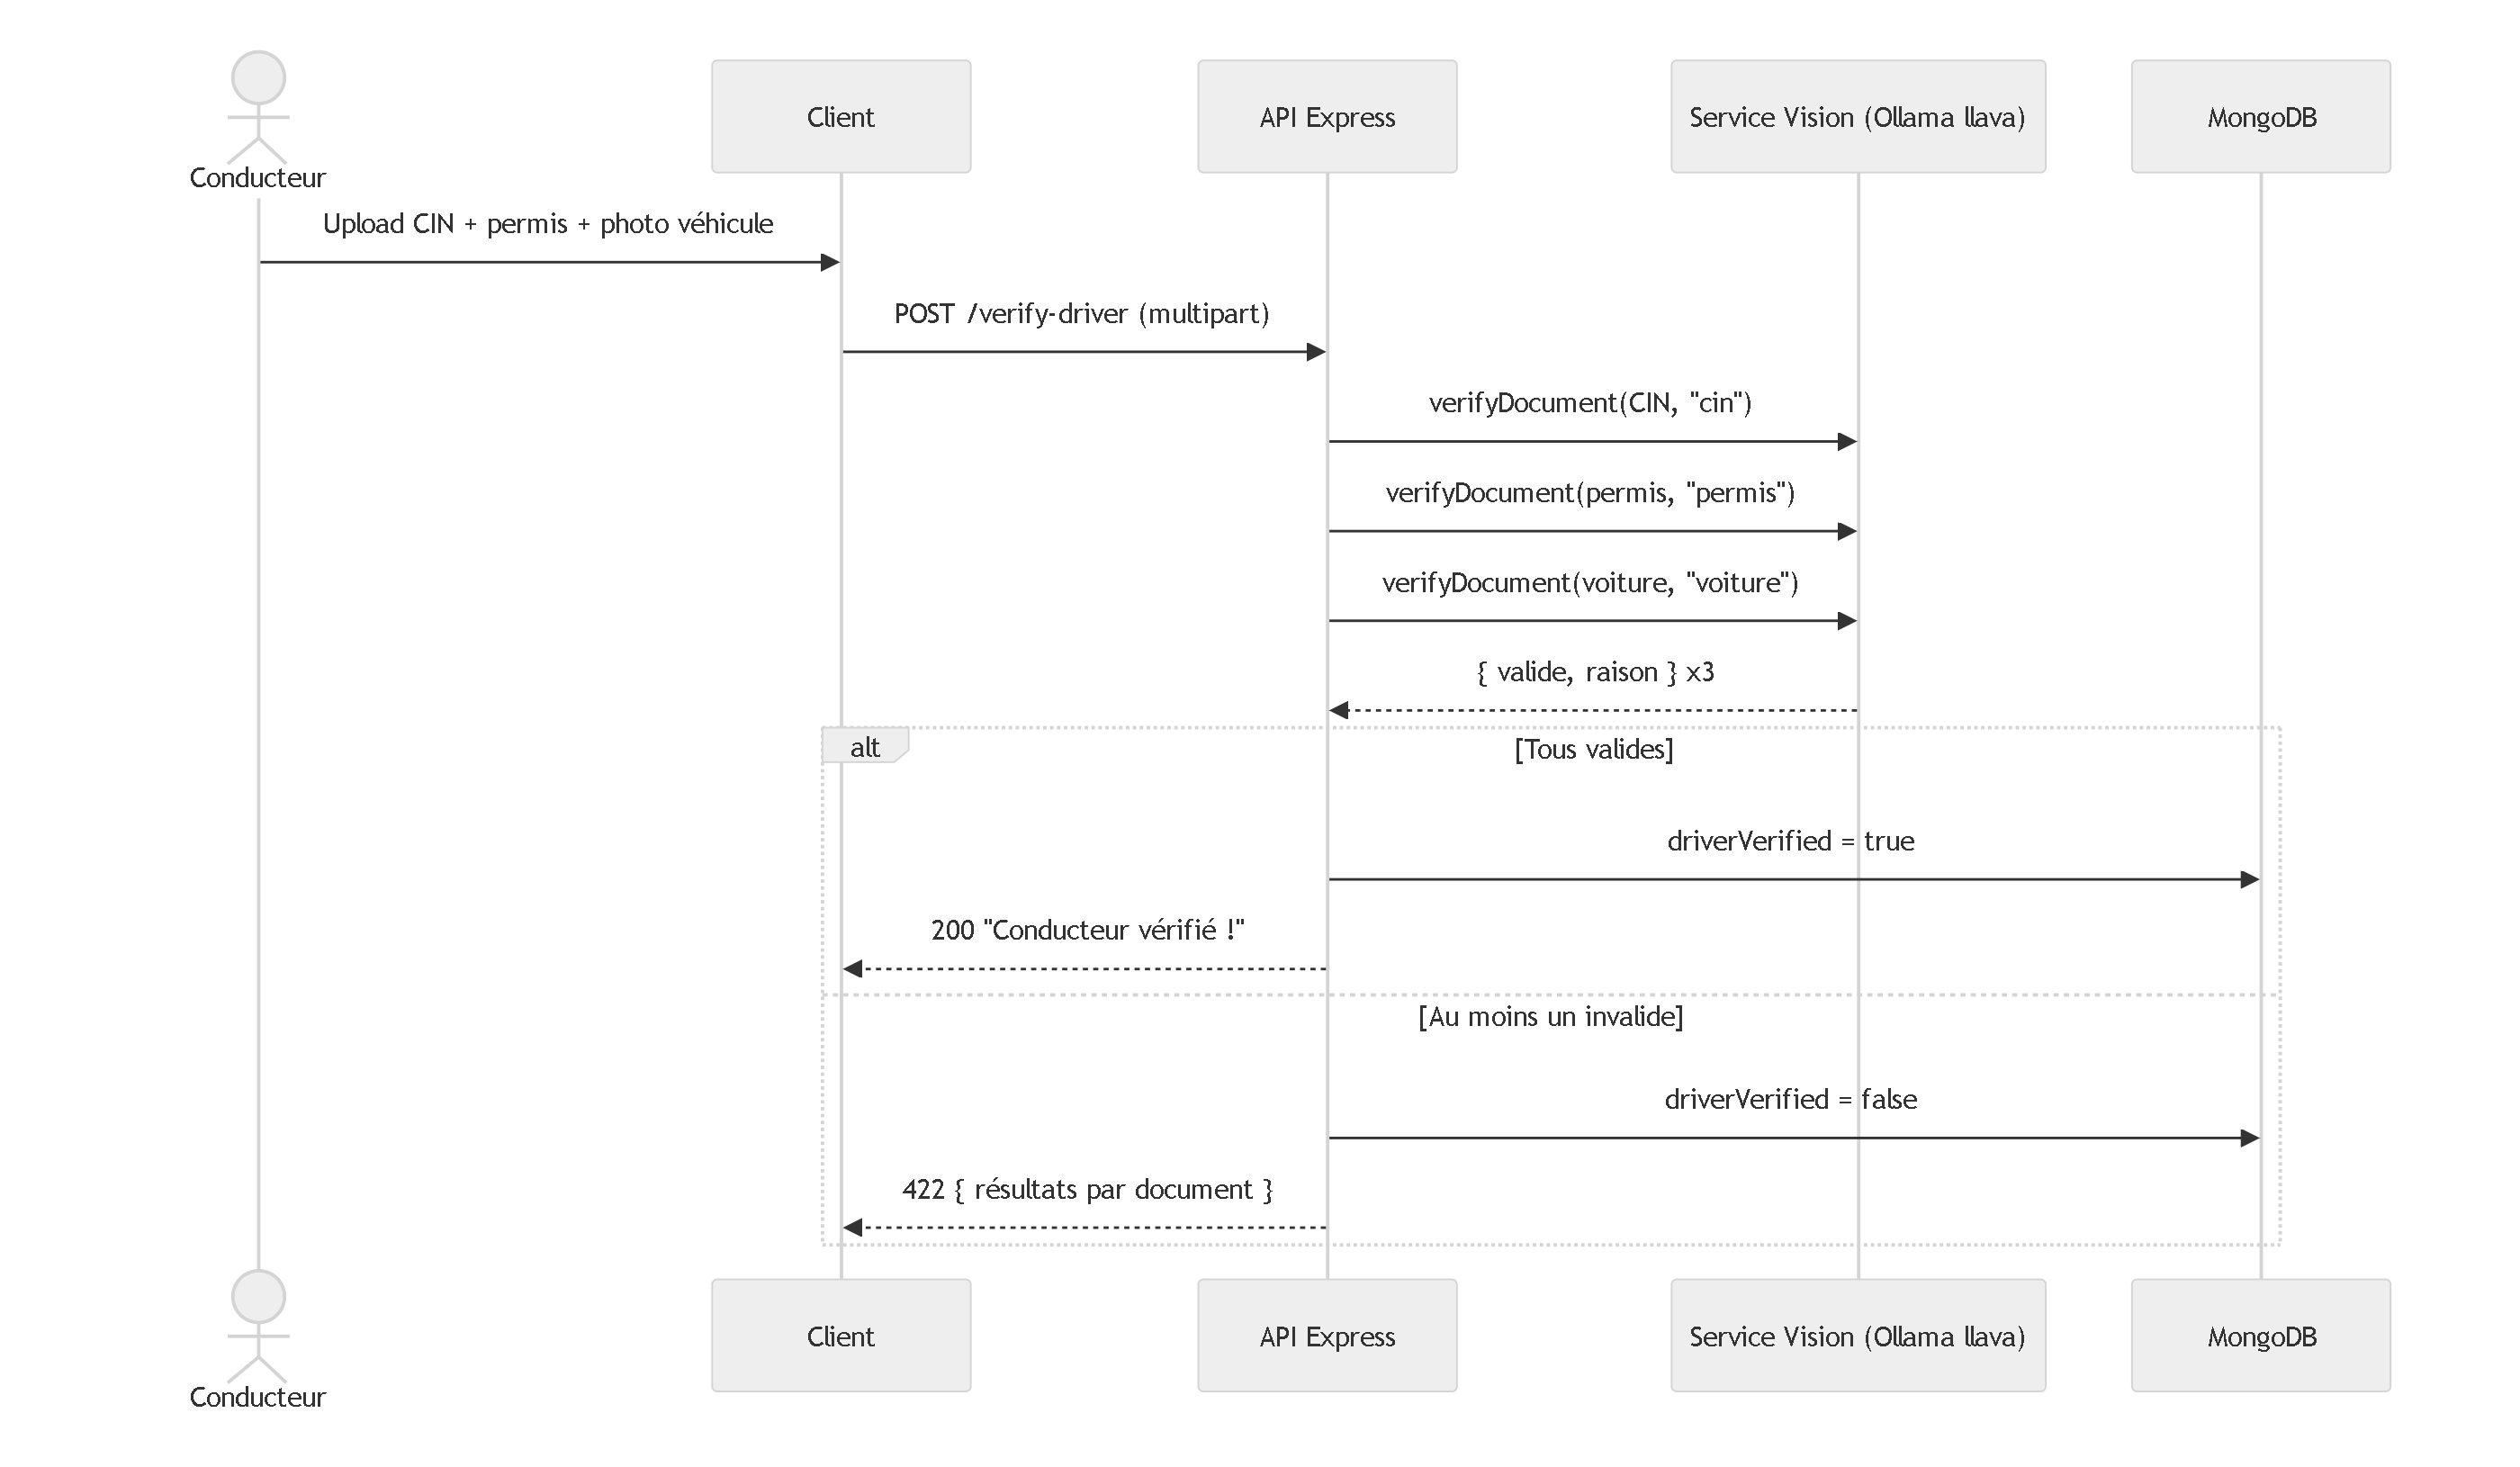 Conducteur
Client
API Express
Service Vision (Ollama llava)
MongoDB
Upload CIN + permis + photo véhicule
POST /verify-driver (multipart)
verifyDocument(CIN, "cin")
verifyDocument(permis, "permis")
verifyDocument(voiture, "voiture")
{ valide, raison } x3
alt
[Tous valides]
driverVerified = true
200 "Conducteur vérifié !"
[Au moins un invalide]
driverVerified = false
422 { résultats par document }
Conducteur
Client
API Express
Service Vision (Ollama llava)
MongoDB